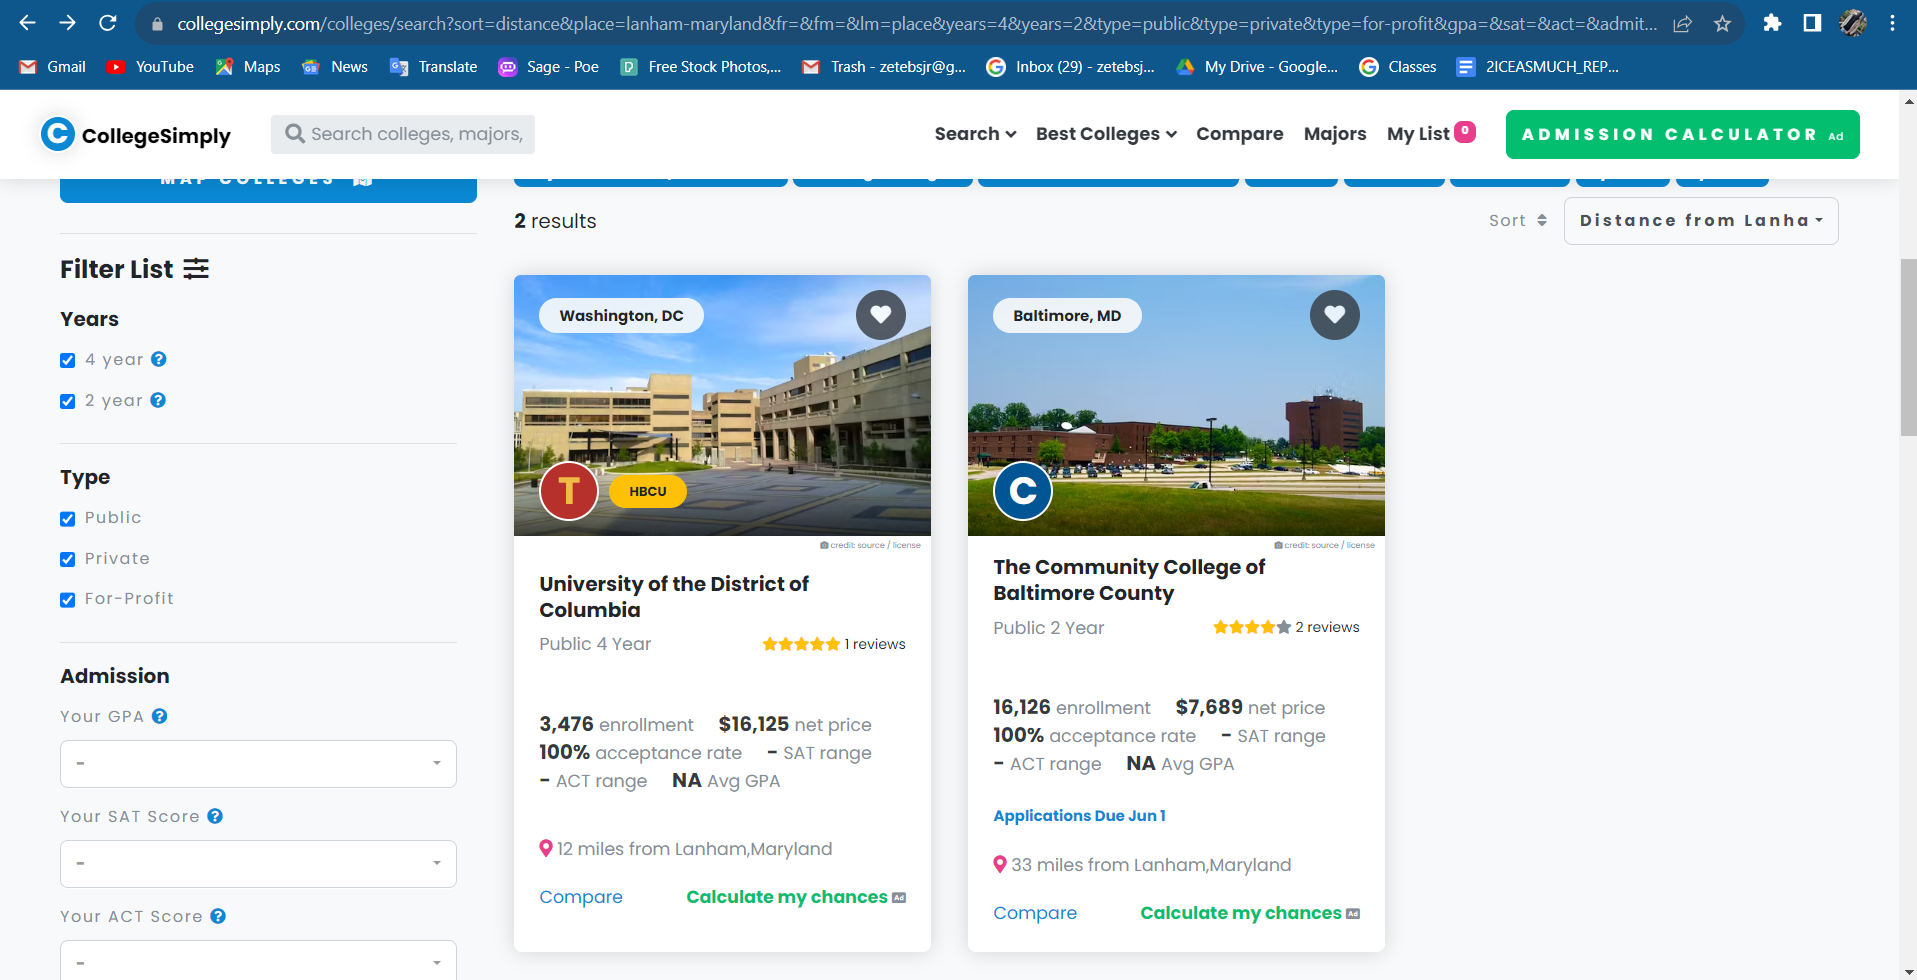 collegesimply.com/colleges/search?sort=distance&place=lanham-maryland&fr=&fm=&lm=place&years=4&years=2&type=public&type=private&type=for-profit&gpa=&sat=&act=&admit...
Gmail YouTube Maps News Translate Sage - Poe Free Stock Photos,... Trash - zetebsjr@g... Inbox (29) - zetebsj... My Drive - Google... Classes 2ICEASMUCH_REP...
C CollegeSimply Search colleges, majors, Search Best Colleges Compare Majors My List 0 ADMISSION CALCULATOR Ad
MAP COLLEGES
2 results Sort Distance from Lanha
Filter List
Years
4 year ?
2 year ?
Type
Public
Private
For-Profit
Admission
Your GPA ?
-
Your SAT Score ?
-
Your ACT Score ?
-
Washington, DC
T HBCU
credit: source / license
University of the District of
Columbia
Public 4 Year 1 reviews
3,476 enrollment $16,125 net price
100% acceptance rate - SAT range
- ACT range NA Avg GPA
12 miles from Lanham,Maryland
Compare Calculate my chances Ad
Baltimore, MD
C
credit: source / license
The Community College of
Baltimore County
Public 2 Year 2 reviews
16,126 enrollment $7,689 net price
100% acceptance rate - SAT range
- ACT range NA Avg GPA
Applications Due Jun 1
33 miles from Lanham,Maryland
Compare Calculate my chances Ad